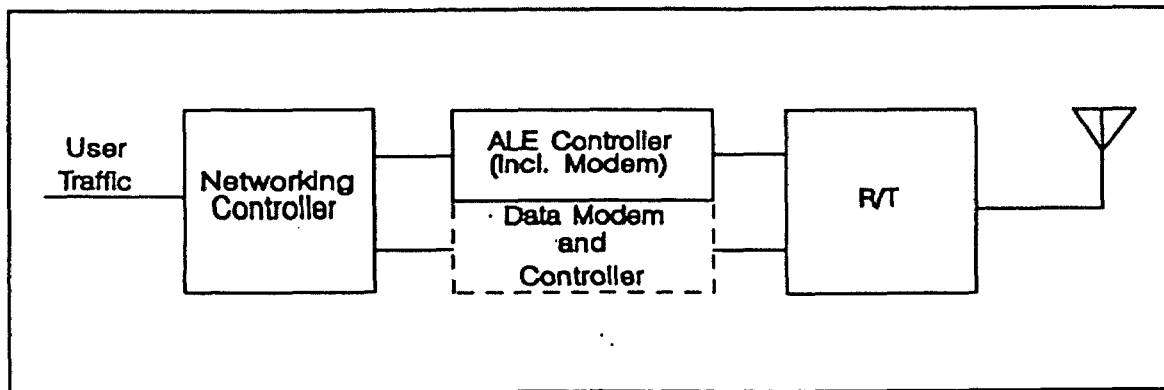 User
Traffic
Networking
Controller
ALE Controller
(Incl. Modem)
Data Modem
and
Controller
R/T